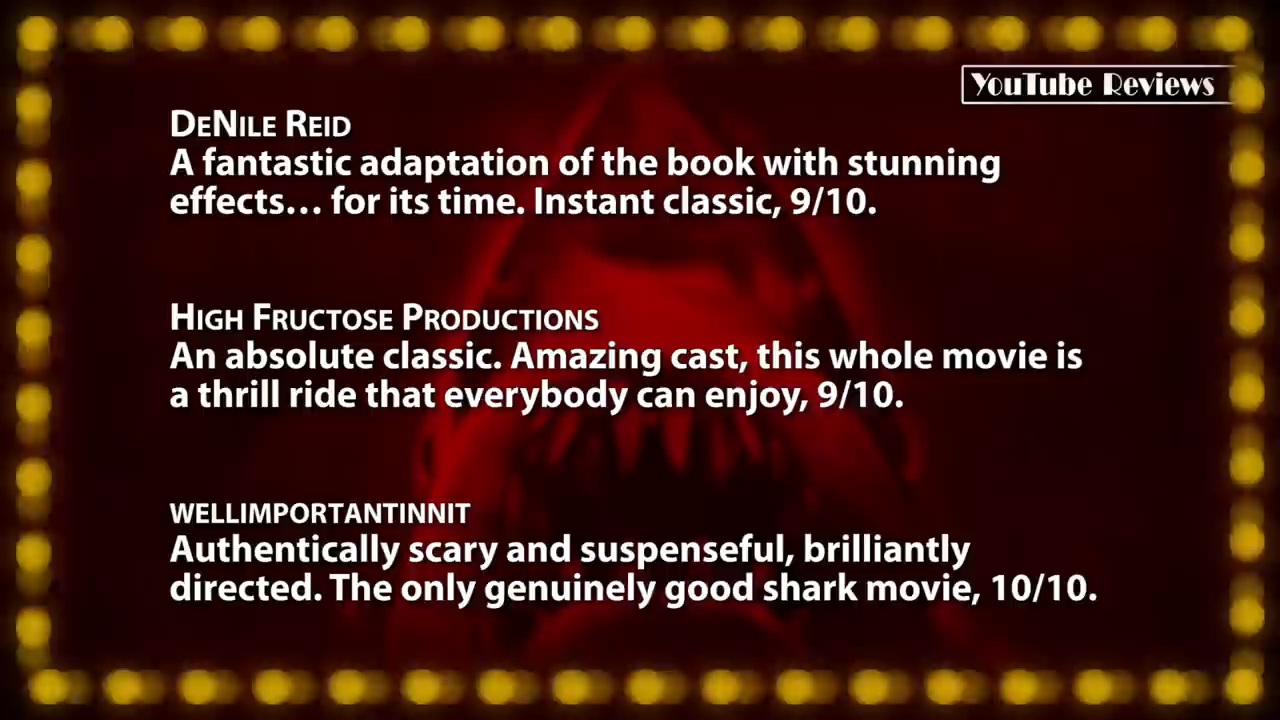 YouTube Reviews
DeNile Reid
A fantastic adaptation of the book with stunning
effects... for its time. Instant classic, 9/10.
High Fructose Productions
An absolute classic. Amazing cast, this whole movie is
a thrill ride that everybody can enjoy, 9/10.
wellimportantinnit
Authentically scary and suspenseful, brilliantly
directed. The only genuinely good shark movie, 10/10.